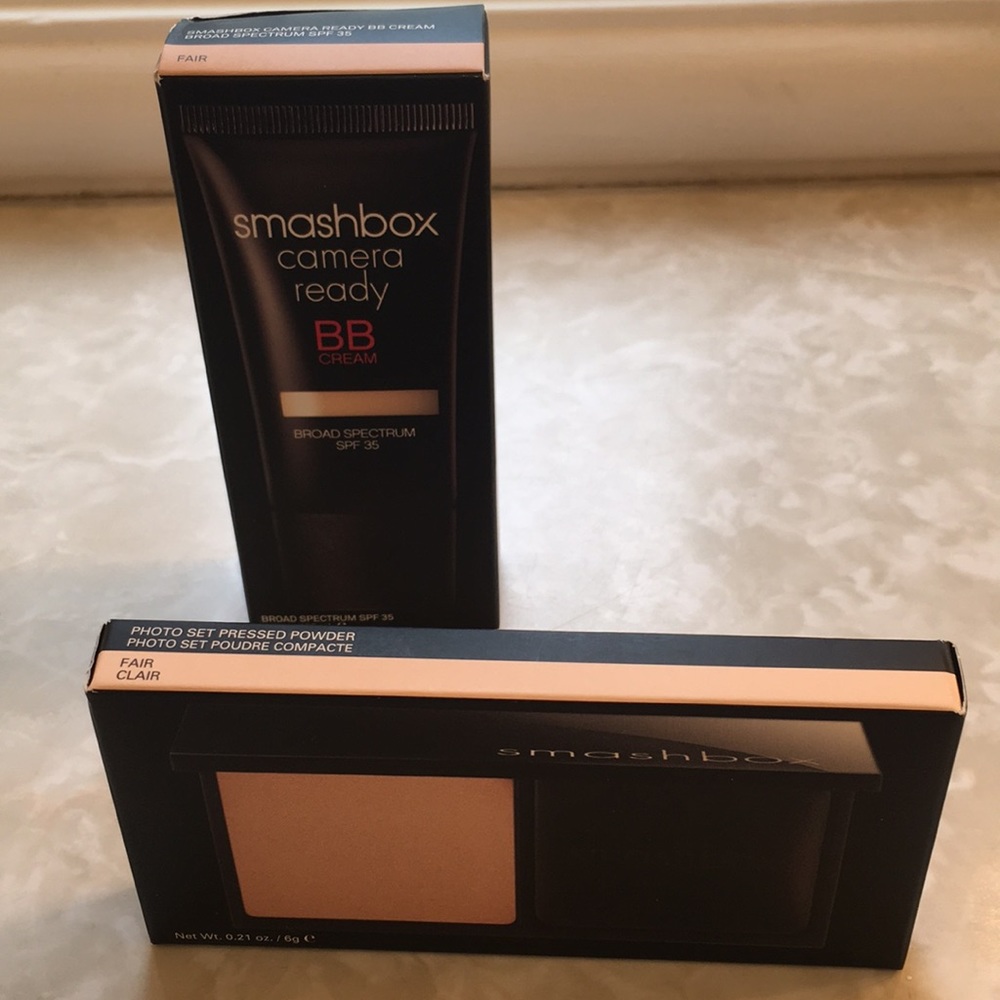 SMASHBOX CAMERA READY BB CREAM
BROAD SPECTRUM SPF 35
FAIR
smashbox
camera
ready
BB
CREAM
BROAD SPECTRUM
SPF 35
BROAD SPECTRUM SPF 35
PHOTO SET PRESSED POWDER
PHOTO SET POUDRE COMPACTE
FAIR
CLAIR
smashbox
Net Wt. 0.21 oz. / 6g ℮